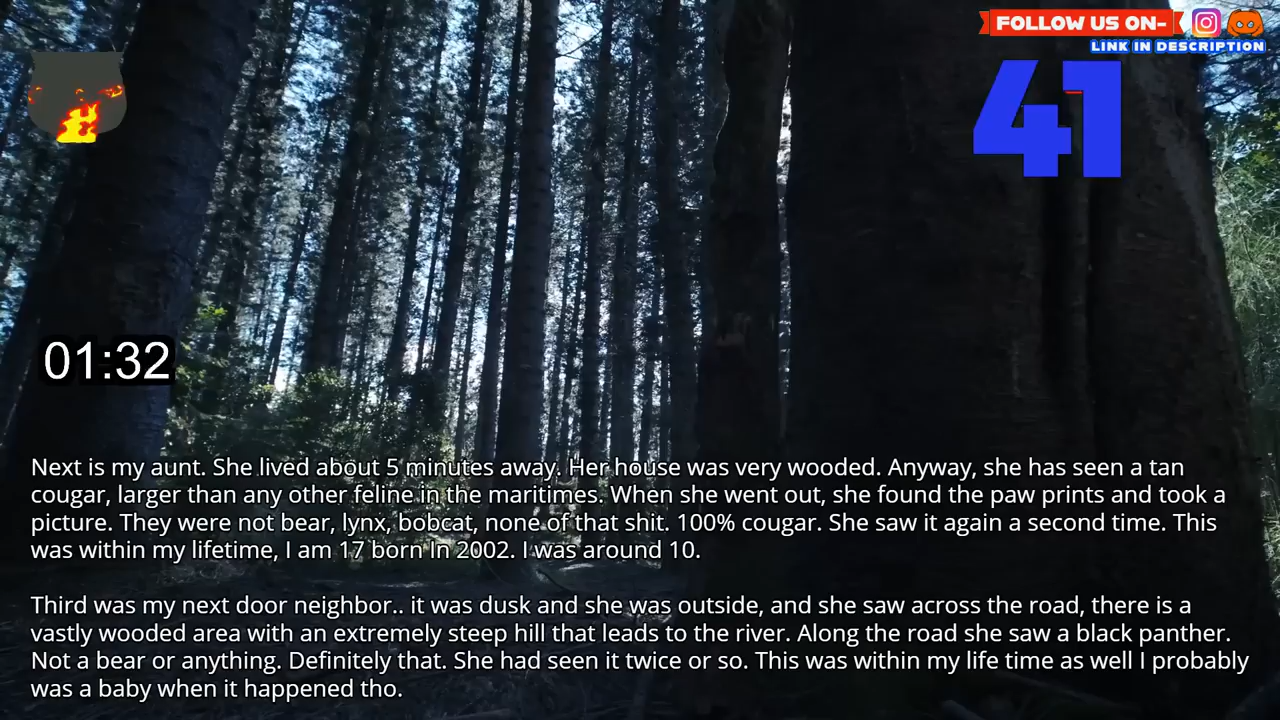 FOLLOW US ON-
LINK IN DESCRIPTION
41
01:32
Next is my aunt. She lived about 5 minutes away. Her house was very wooded. Anyway, she has seen a tan
cougar, larger than any other feline in the maritimes. When she went out, she found the paw prints and took a
picture. They were not bear, lynx, bobcat, none of that shit. 100% cougar. She saw it again a second time. This
was within my lifetime, I am 17 born In 2002. I was around 10.
Third was my next door neighbor.. it was dusk and she was outside, and she saw across the road, there is a
vastly wooded area with an extremely steep hill that leads to the river. Along the road she saw a black panther.
Not a bear or anything. Definitely that. She had seen it twice or so. This was within my life time as well I probably
was a baby when it happened tho.